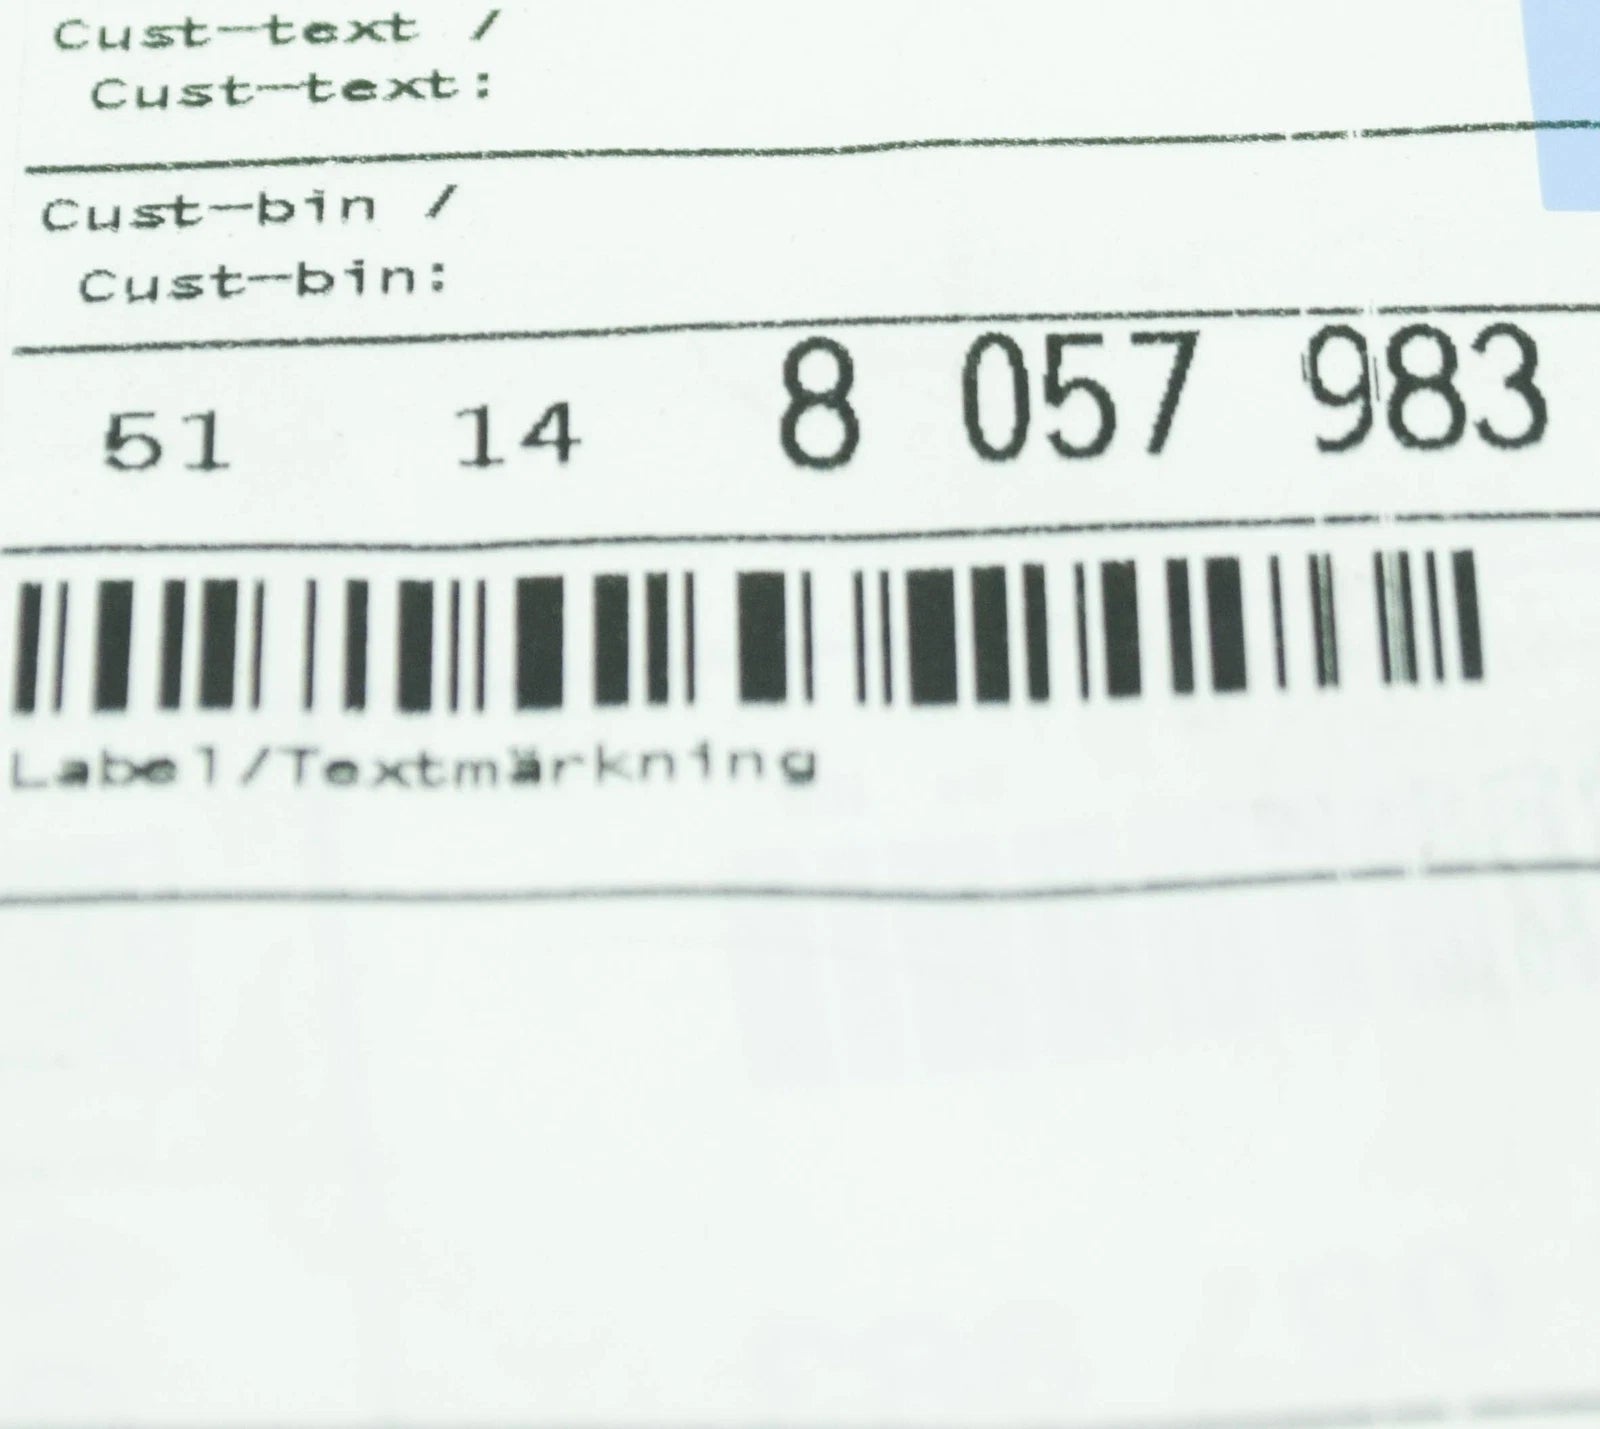 Cust-text /
Cust-text:
Cust-bin /
Cust-bin:
51 14 8 057 983
Label/Textmärkning